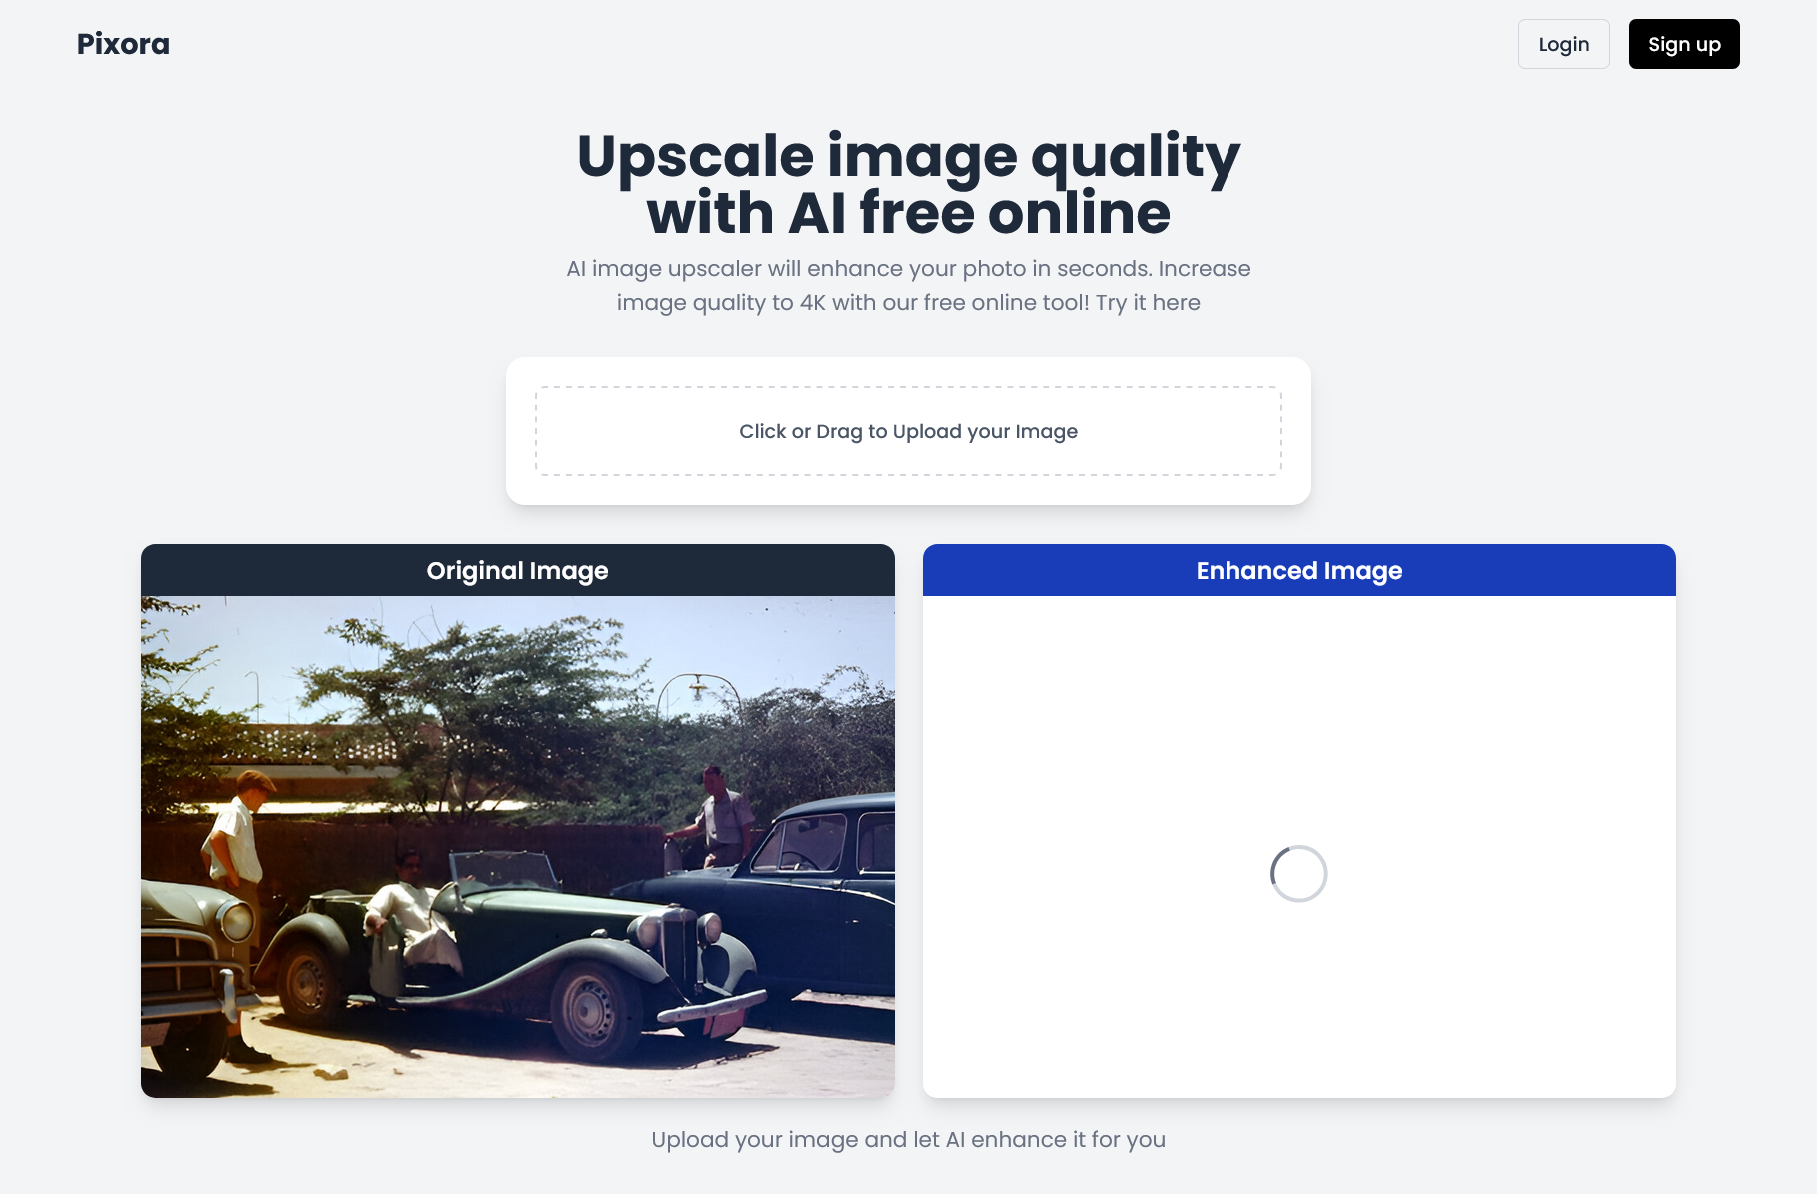 Pixora
Login
Sign up
Upscale image quality
with AI free online
AI image upscaler will enhance your photo in seconds. Increase
image quality to 4K with our free online tool! Try it here
Click or Drag to Upload your Image
Original Image
Enhanced Image
Upload your image and let AI enhance it for you